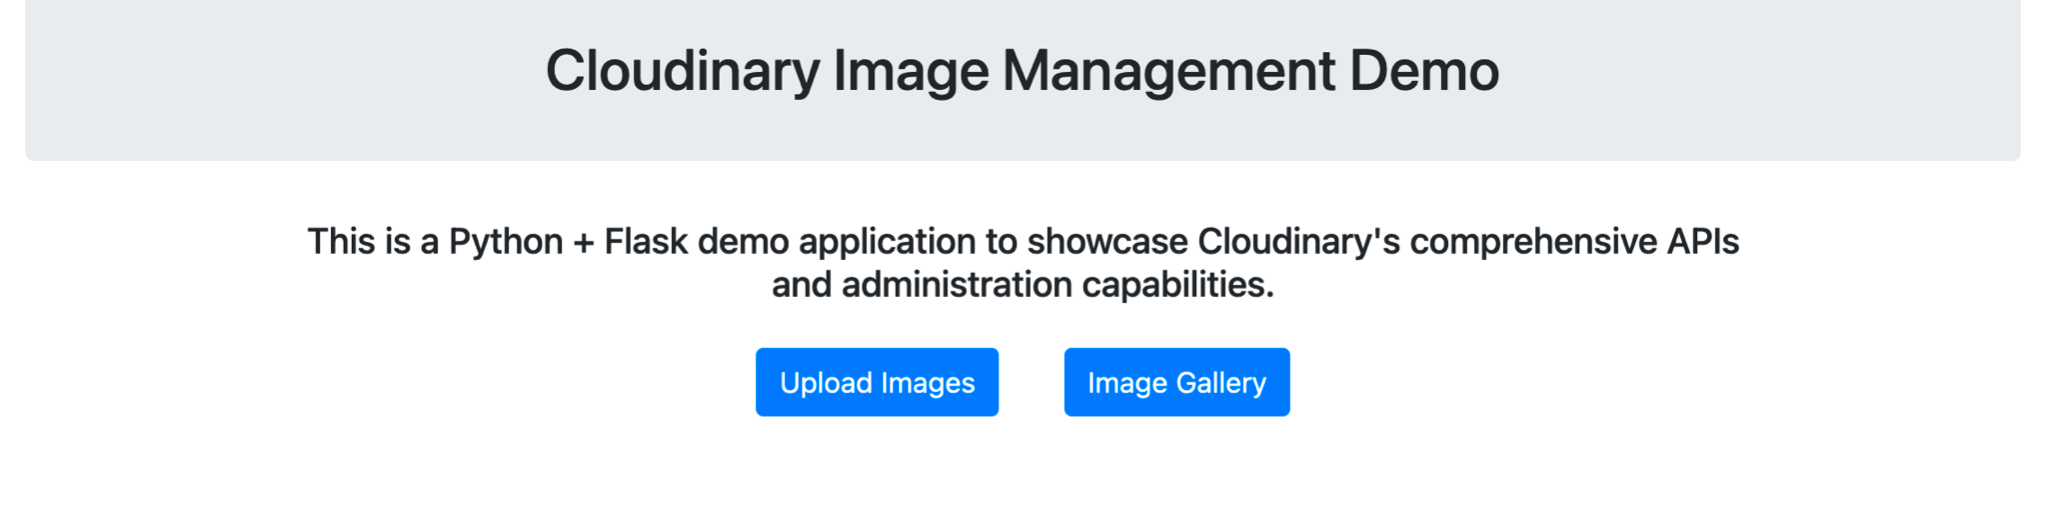 Cloudinary Image Management Demo
This is a Python + Flask demo application to showcase Cloudinary's comprehensive APIs
and administration capabilities.
Upload Images
Image Gallery